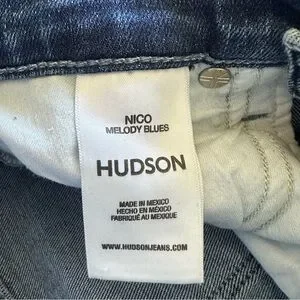 NICO
MELODY BLUES
HUDSON
MADE IN MEXICO
HECHO EN MÉXICO
FABRIQUÉ AU MEXIQUE
WWW.HUDSONJEANS.COM